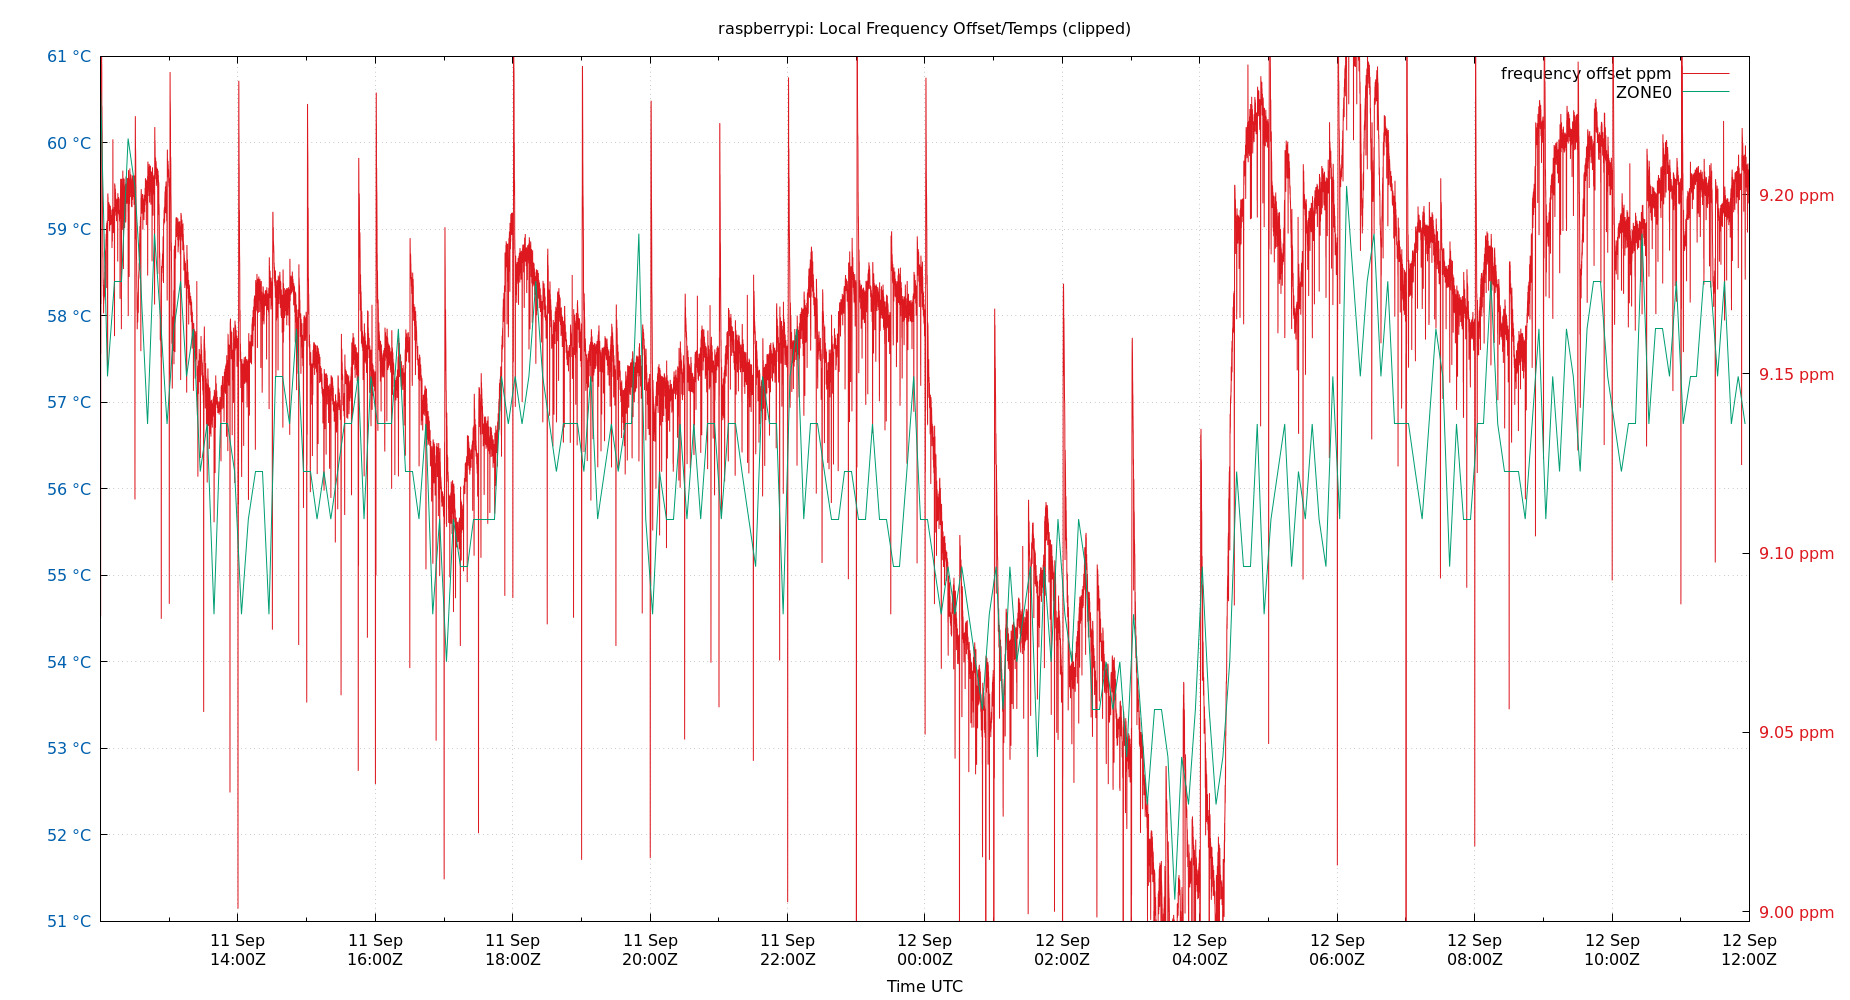 raspberrypi: Local Frequency Offset/Temps (clipped)
61 °C
60 °C
59 °C
58 °C
57 °C
56 °C
55 °C
54 °C
53 °C
52 °C
51 °C
frequency offset ppm
ZONE0
9.20 ppm
9.15 ppm
9.10 ppm
9.05 ppm
9.00 ppm
11 Sep 11 Sep 11 Sep 11 Sep 11 Sep 12 Sep 12 Sep 12 Sep 12 Sep 12 Sep 12 Sep 12 Sep
14:00Z 16:00Z 18:00Z 20:00Z 22:00Z 00:00Z 02:00Z 04:00Z 06:00Z 08:00Z 10:00Z 12:00Z
Time UTC